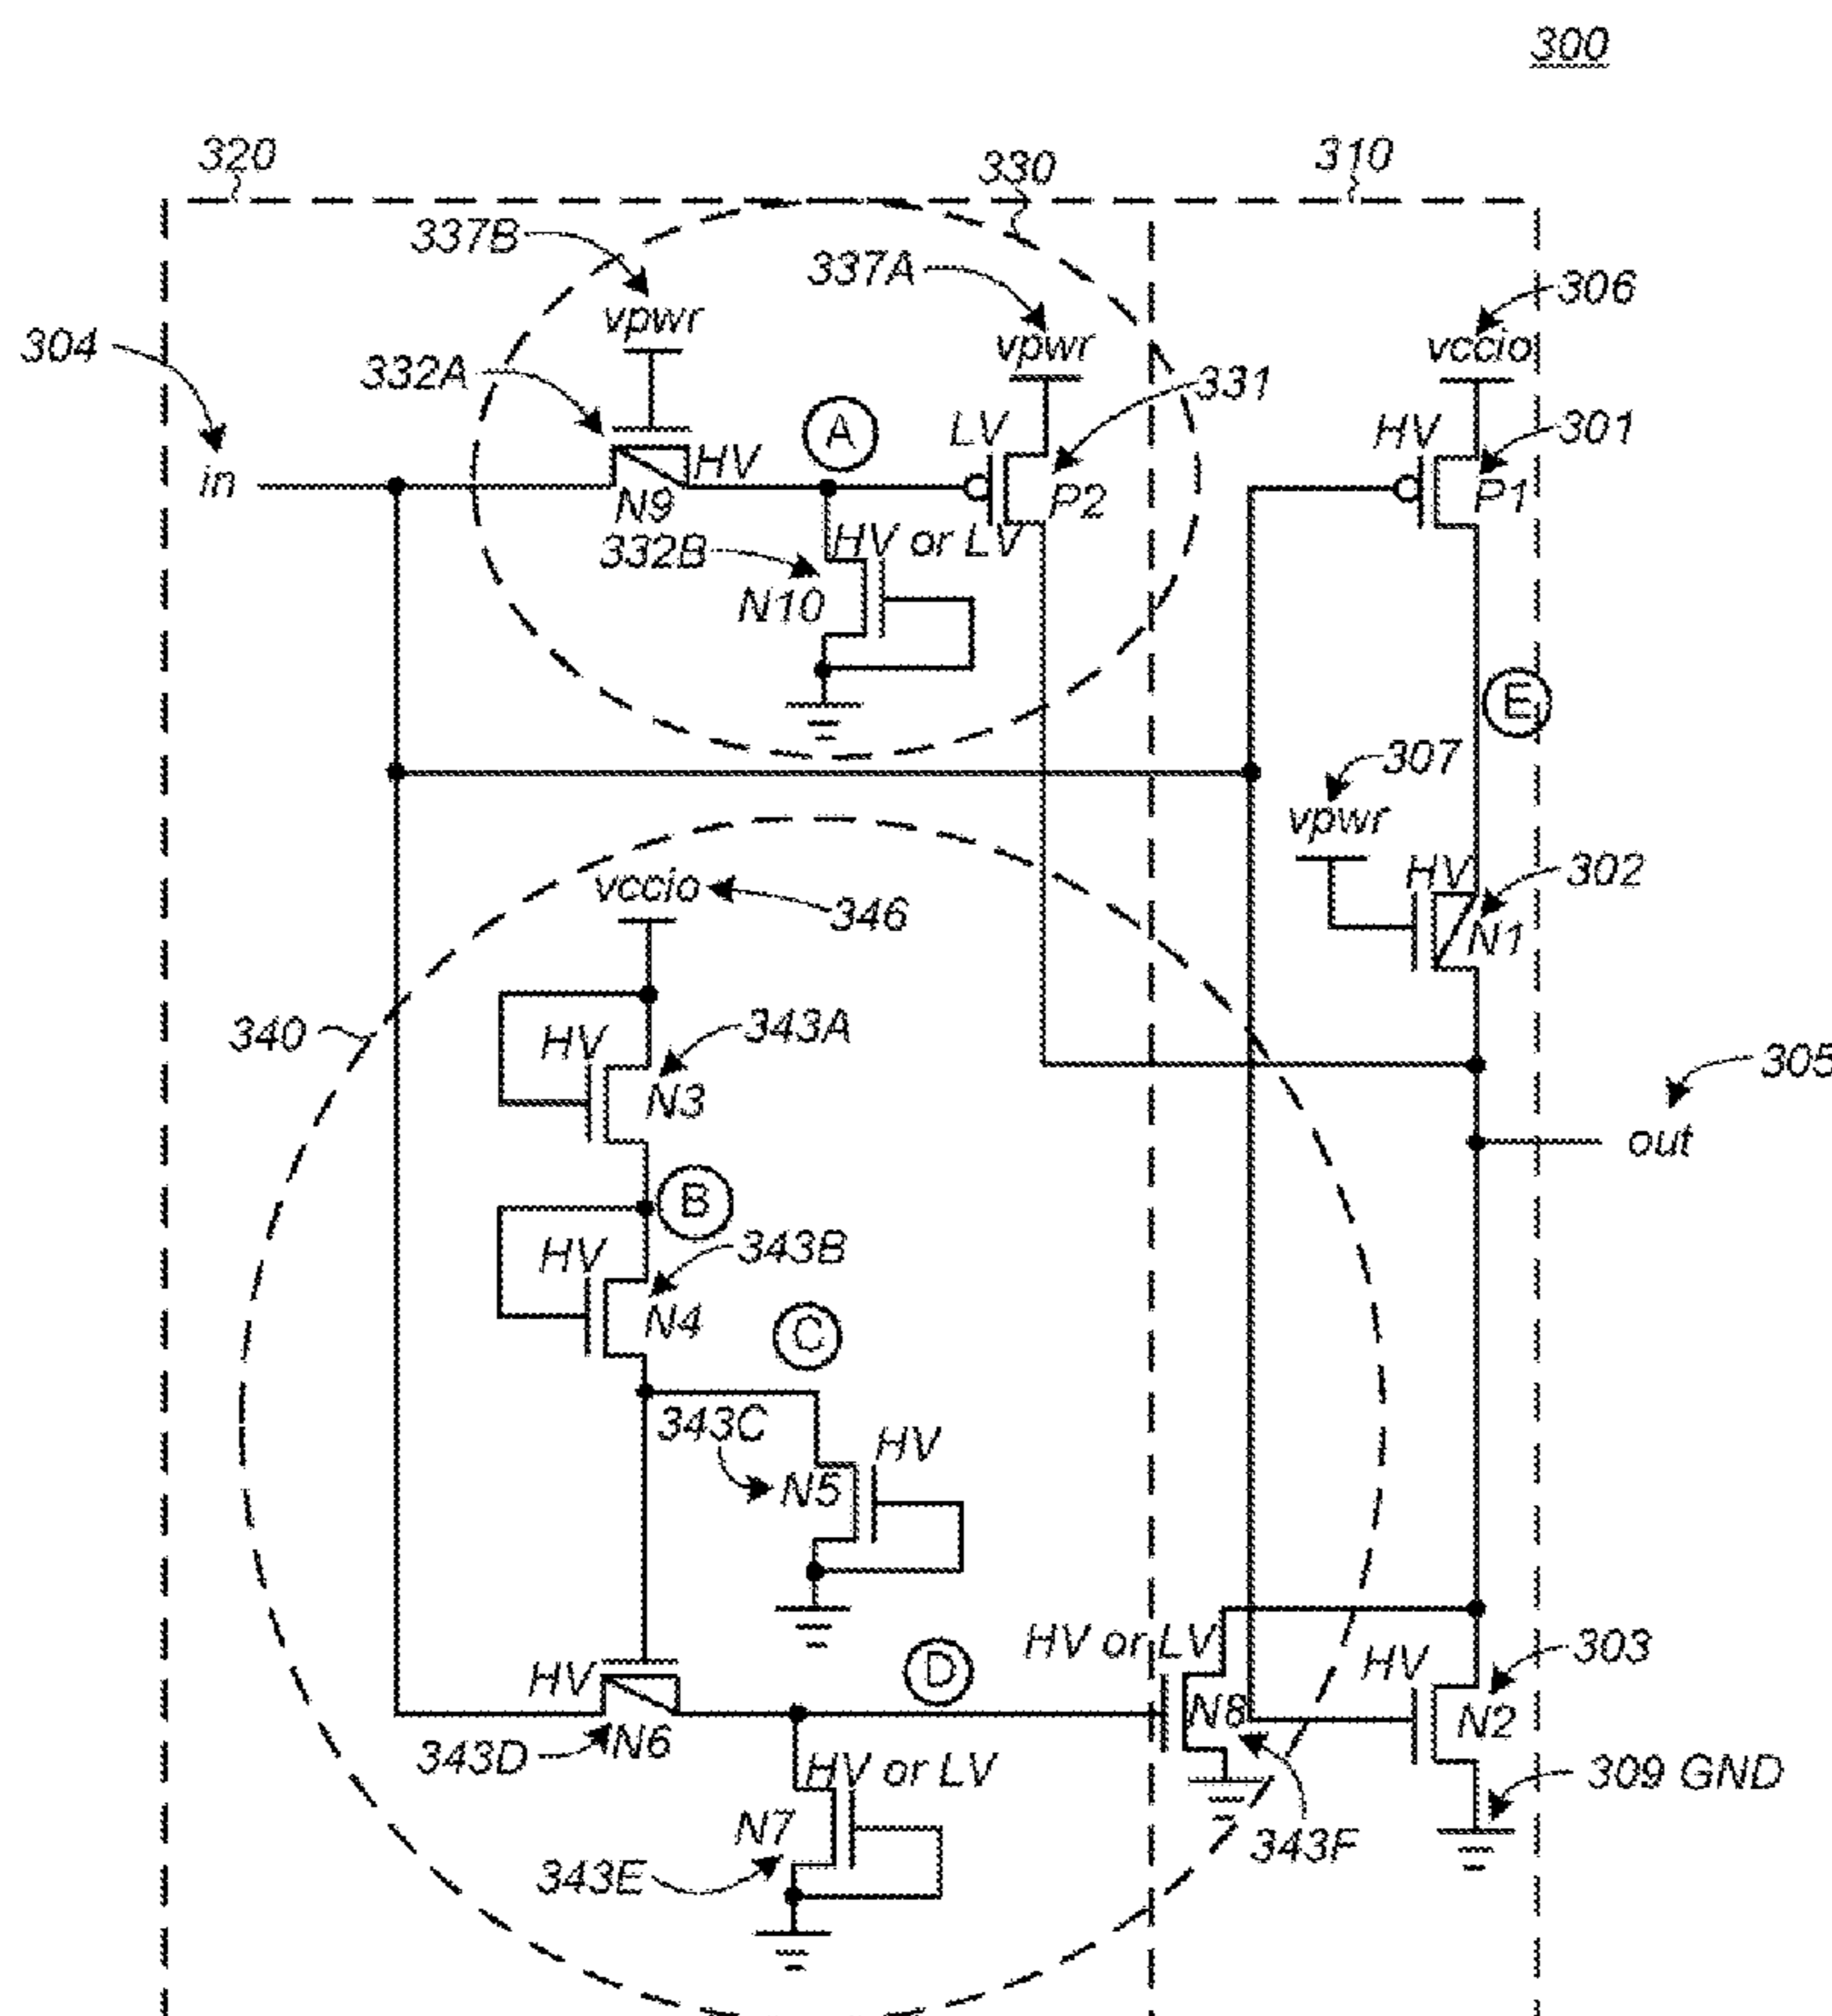 300
320
330
310
337B
337A
306
304
vpwr
vpwr
vccio
332A
331
A
LV
HV
301
in
HV
N9
P2
P1
332B
HV or LV
N10
E
307
vpwr
vccio
346
HV
302
N1
340
HV
343A
N3
305
out
B
HV
343B
N4
C
343C
HV
N5
D
HV or LV
HV
303
HV
N8
N2
343D
N6
309 GND
HV or LV
N7
343F
343E